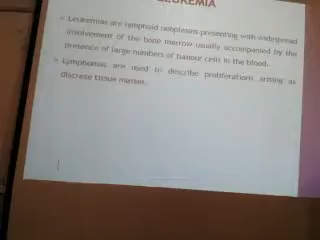 LEUKEMIA
Leukemias are lymphoid neoplasms presenting with widespread
involvement of the bone marrow usually accompanied by the
presence of large numbers of tumour cells in the blood.
Lymphomas are used to describe proliferations arising as
discrete tissue masses.